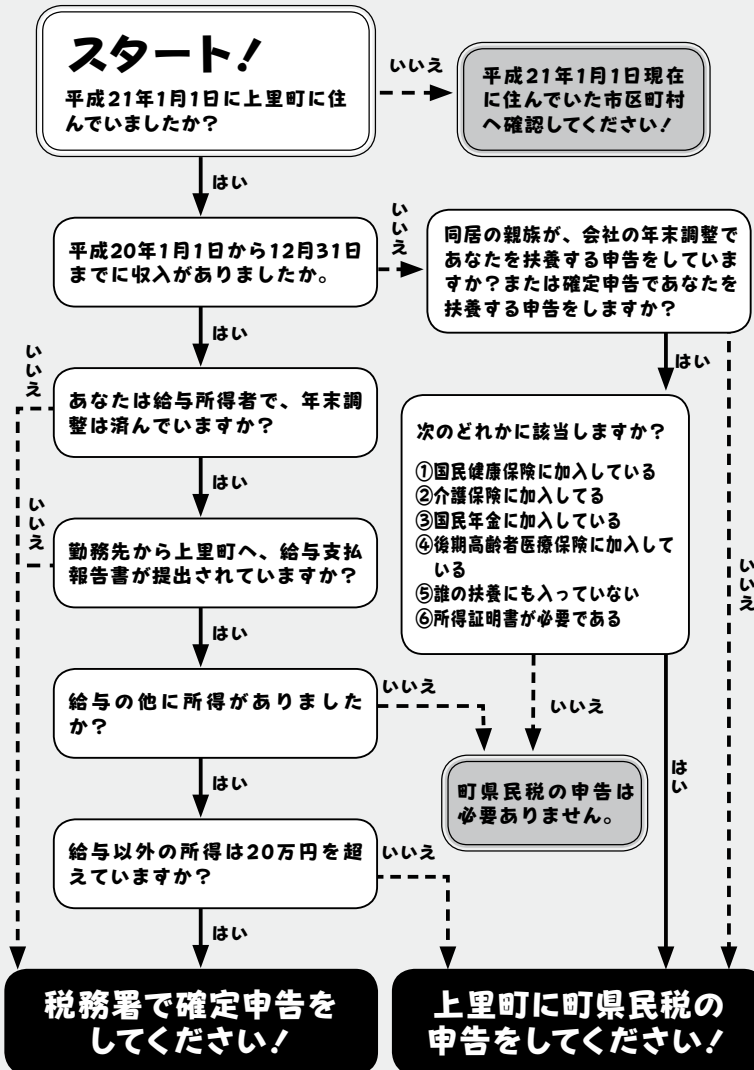 スタート!
平成21年1月1日に上里町に住
んでいましたか?
いいえ
平成21年1月1日現在
に住んでいた市区町村
へ確認してください!
はい
平成20年1月1日から12月31日
までに収入がありましたか。
いいえ
同居の親族が、会社の年末調整で
あなたを扶養する申告をしていま
すか?または確定申告であなたを
扶養する申告をしますか?
はい
はい
いいえ
あなたは給与所得者で、年末調
整は済んでいますか?
次のどれかに該当しますか?
①国民健康保険に加入している
②介護保険に加入してる
③国民年金に加入している
④後期高齢者医療保険に加入して
いる
⑤誰の扶養にも入っていない
⑥所得証明書が必要である
はい
いいえ
勤務先から上里町へ、給与支払
報告書が提出されていますか?
いいえ
はい
給与の他に所得がありました
か?
いいえ
いいえ
はい
町県民税の申告は
必要ありません。
はい
給与以外の所得は20万円を超
えていますか?
いいえ
はい
税務署で確定申告を
してください!
上里町に町県民税の
申告をしてください!